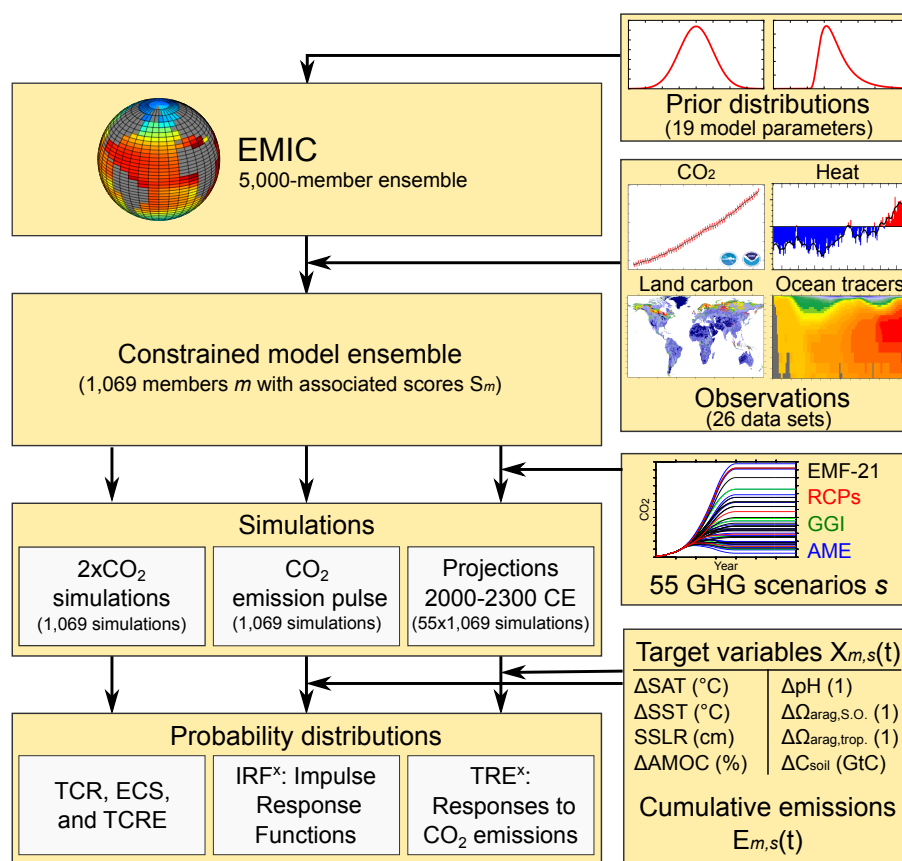 Prior distributions
(19 model parameters)
EMIC
5,000-member ensemble
CO₂
Heat
Land carbon
Ocean tracers
Observations
(26 data sets)
Constrained model ensemble
(1,069 members m with associated scores Sm)
CO2
Year
EMF-21
RCPs
GGI
AME
55 GHG scenarios s
Simulations
2xCO₂
simulations
(1,069 simulations)
CO₂
emission pulse
(1,069 simulations)
Projections
2000-2300 CE
(55x1,069 simulations)
Target variables Xm,s(t)
ΔSAT (°C)
ΔSST (°C)
SSLR (cm)
ΔAMOC (%)
ΔpH (1)
ΔΩarag,S.O. (1)
ΔΩarag,trop. (1)
ΔCsoil (GtC)
Cumulative emissions
Em,s(t)
Probability distributions
TCR, ECS,
and TCRE
IRFˣ: Impulse
Response
Functions
TREˣ:
Responses to
CO₂ emissions